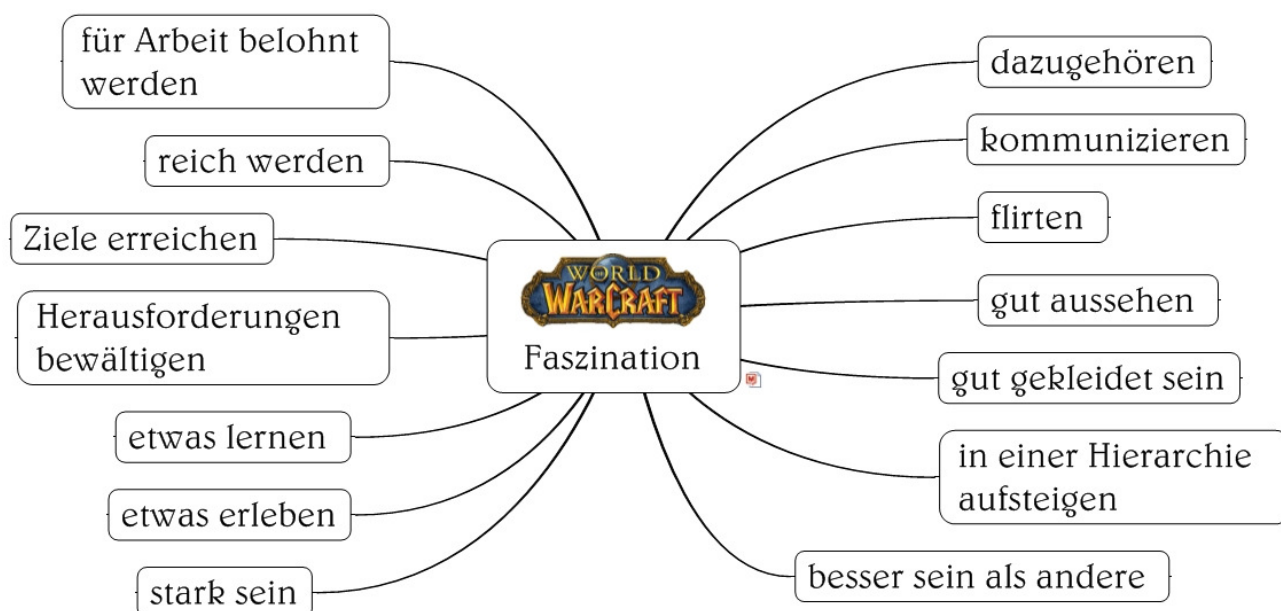 für Arbeit belohnt
werden
reich werden
Ziele erreichen
Herausforderungen
bewältigen
etwas lernen
etwas erleben
stark sein
WORLD
OF
WARCRAFT
Faszination
dazugehören
kommunizieren
flirten
gut aussehen
gut gekleidet sein
in einer Hierarchie
aufsteigen
besser sein als andere